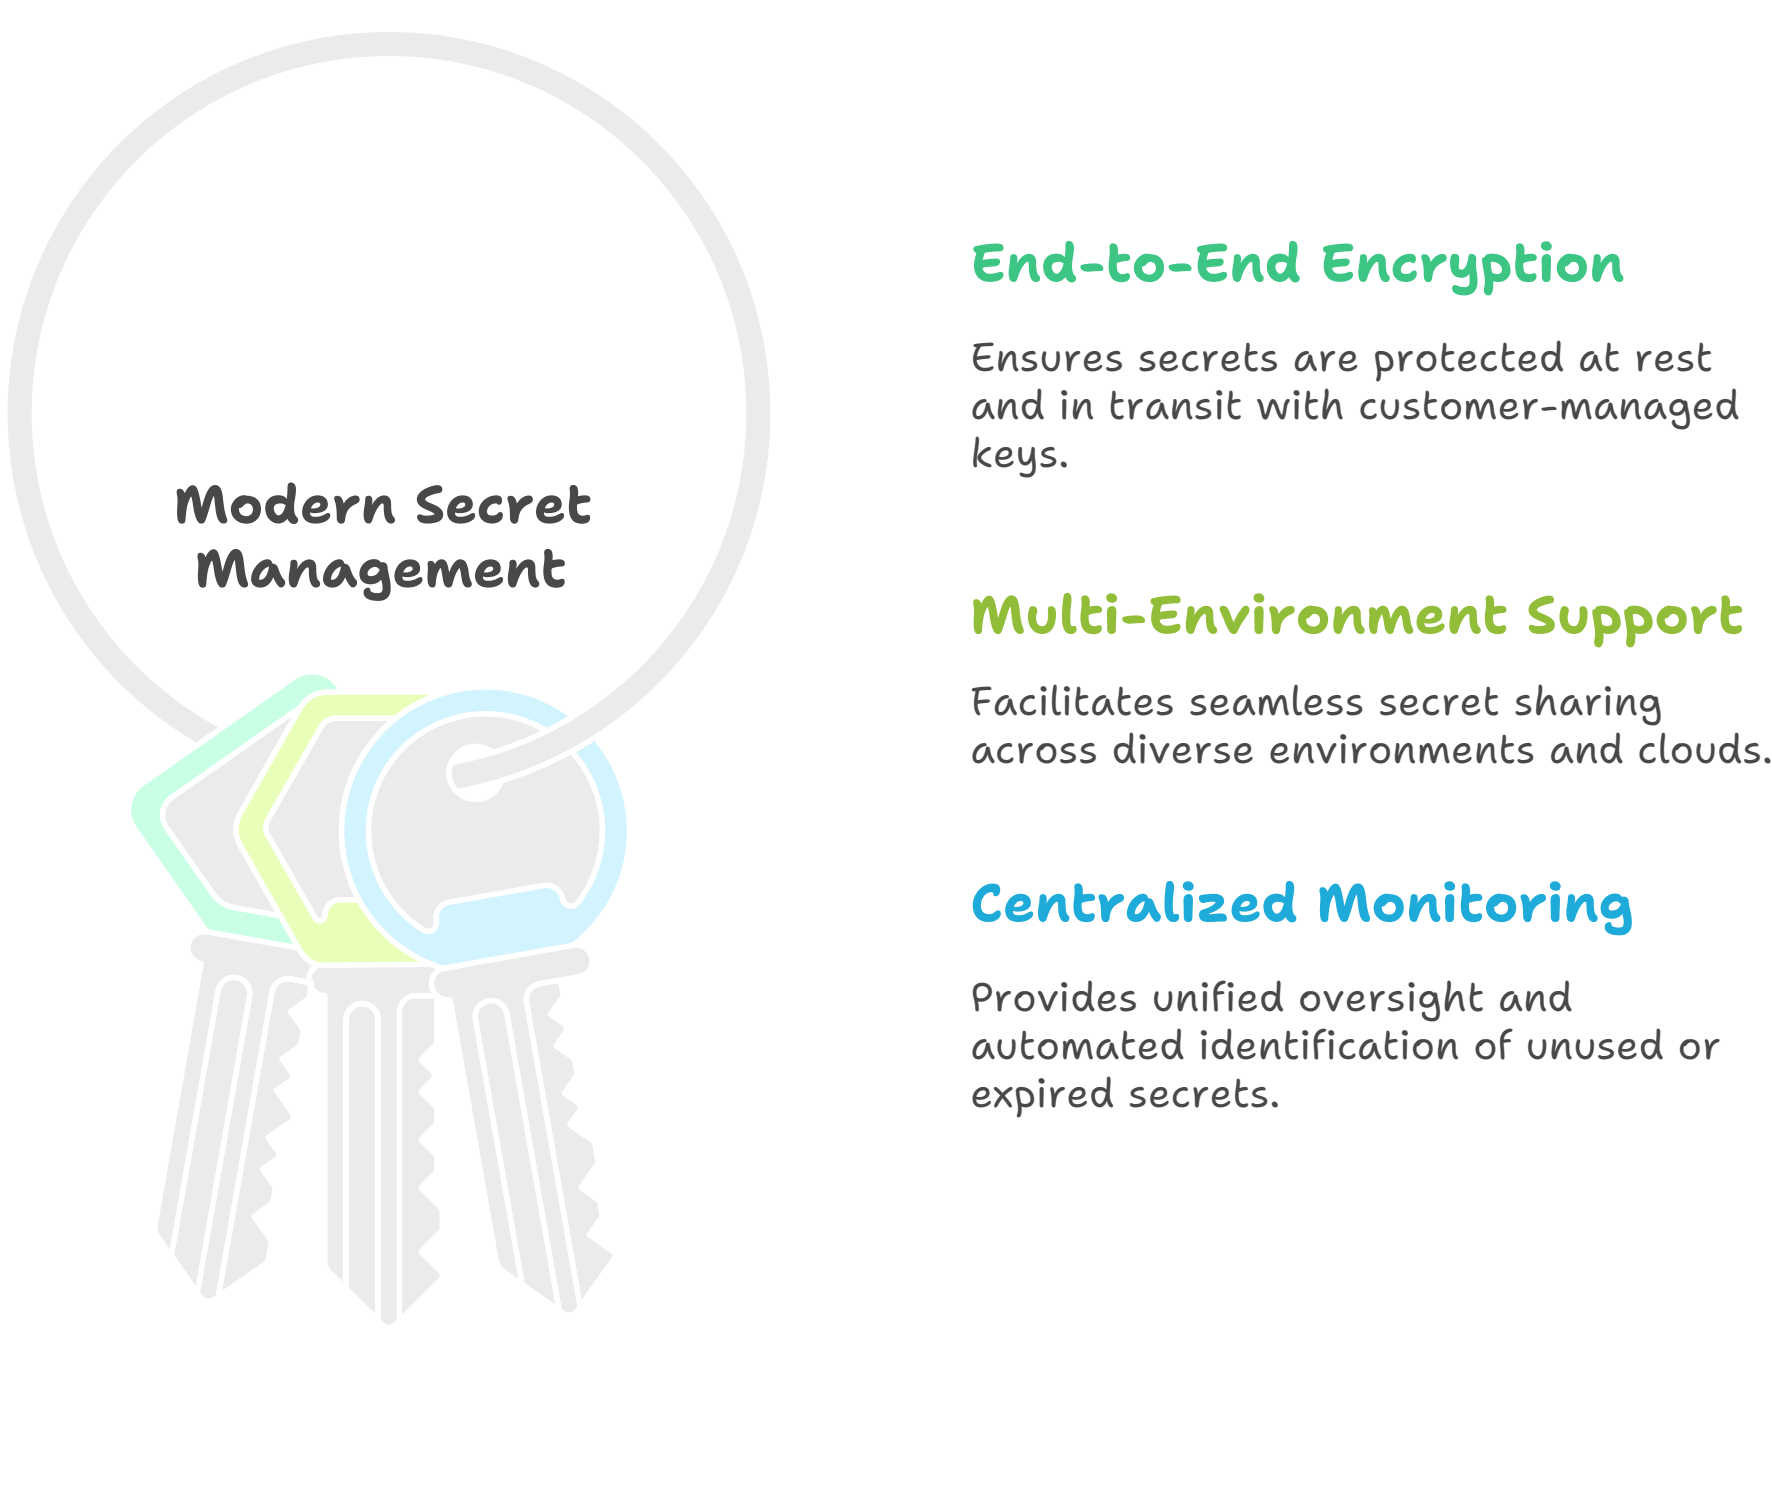 Modern Secret
Management
End-to-End Encryption
Ensures secrets are protected at rest
and in transit with customer-managed
keys.
Multi-Environment Support
Facilitates seamless secret sharing
across diverse environments and clouds.
Centralized Monitoring
Provides unified oversight and
automated identification of unused or
expired secrets.